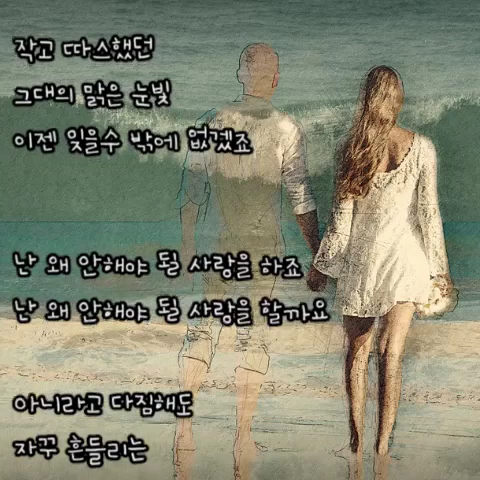 작고 따스했던
그대의 맑은 눈빛
이젠 잊을수 밖에 없겠죠
난 왜 안해야 될 사랑을 하죠
난 왜 안해야 될 사랑을 할까요
아니라고 다짐해도
자꾸 흔들리는